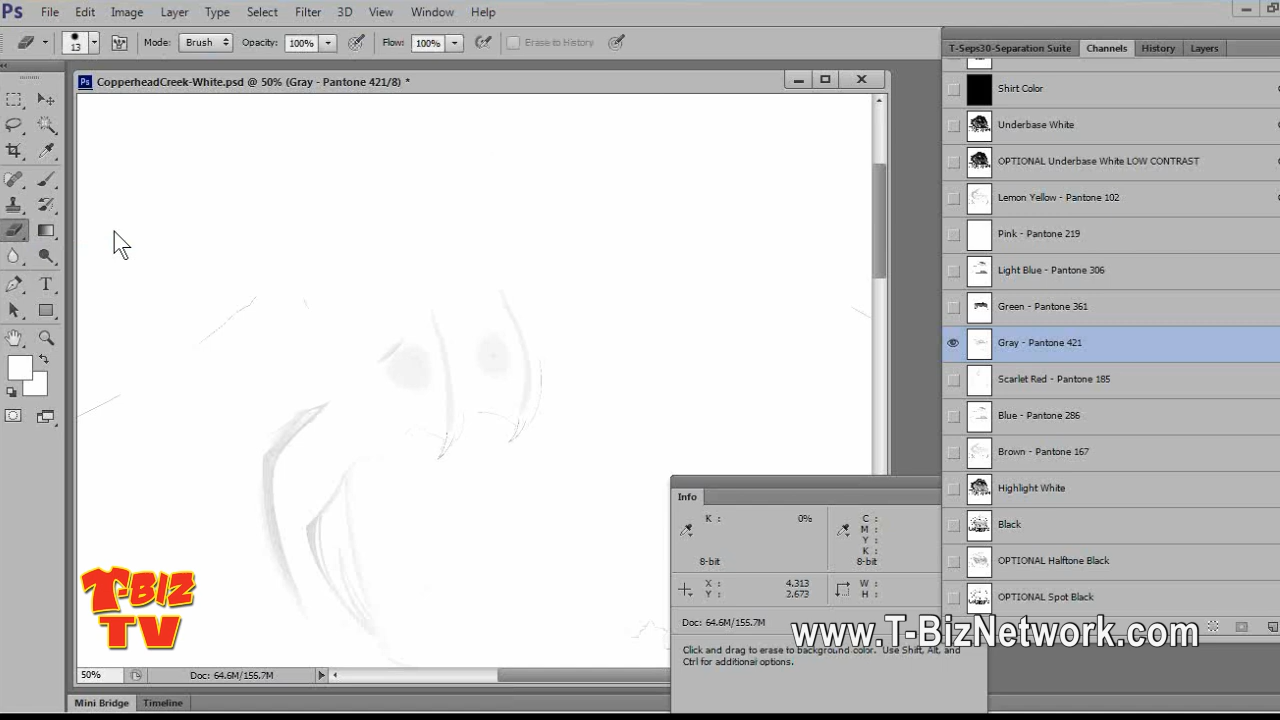 Ps File Edit Image Layer Type Select Filter 3D View Window Help
13 Mode: Brush Opacity: 100% Flow: 100% Erase to History
T-Seps30-Separation Suite Channels History Layers
CopperheadCreek-White.psd @ 50% (Gray - Pantone 421/8) *
Shirt Color
Underbase White
OPTIONAL Underbase White LOW CONTRAST
Lemon Yellow - Pantone 102
Pink - Pantone 219
Light Blue - Pantone 306
Green - Pantone 361
Gray - Pantone 421
Scarlet Red - Pantone 185
Blue - Pantone 286
Brown - Pantone 167
Highlight White
Black
OPTIONAL Halftone Black
OPTIONAL Spot Black
T
Info
K : 0%
C :
M :
Y :
K :
8-bit 8-bit
X : 4.313
Y : 2.673
W :
H :
Doc: 64.6M/155.7M
Click and drag to erase to background color. Use Shift, Alt, and
Ctrl for additional options.
T-BIZ
TV
www.T-BizNetwork.com
50% Doc: 64.6M/155.7M
Mini Bridge Timeline